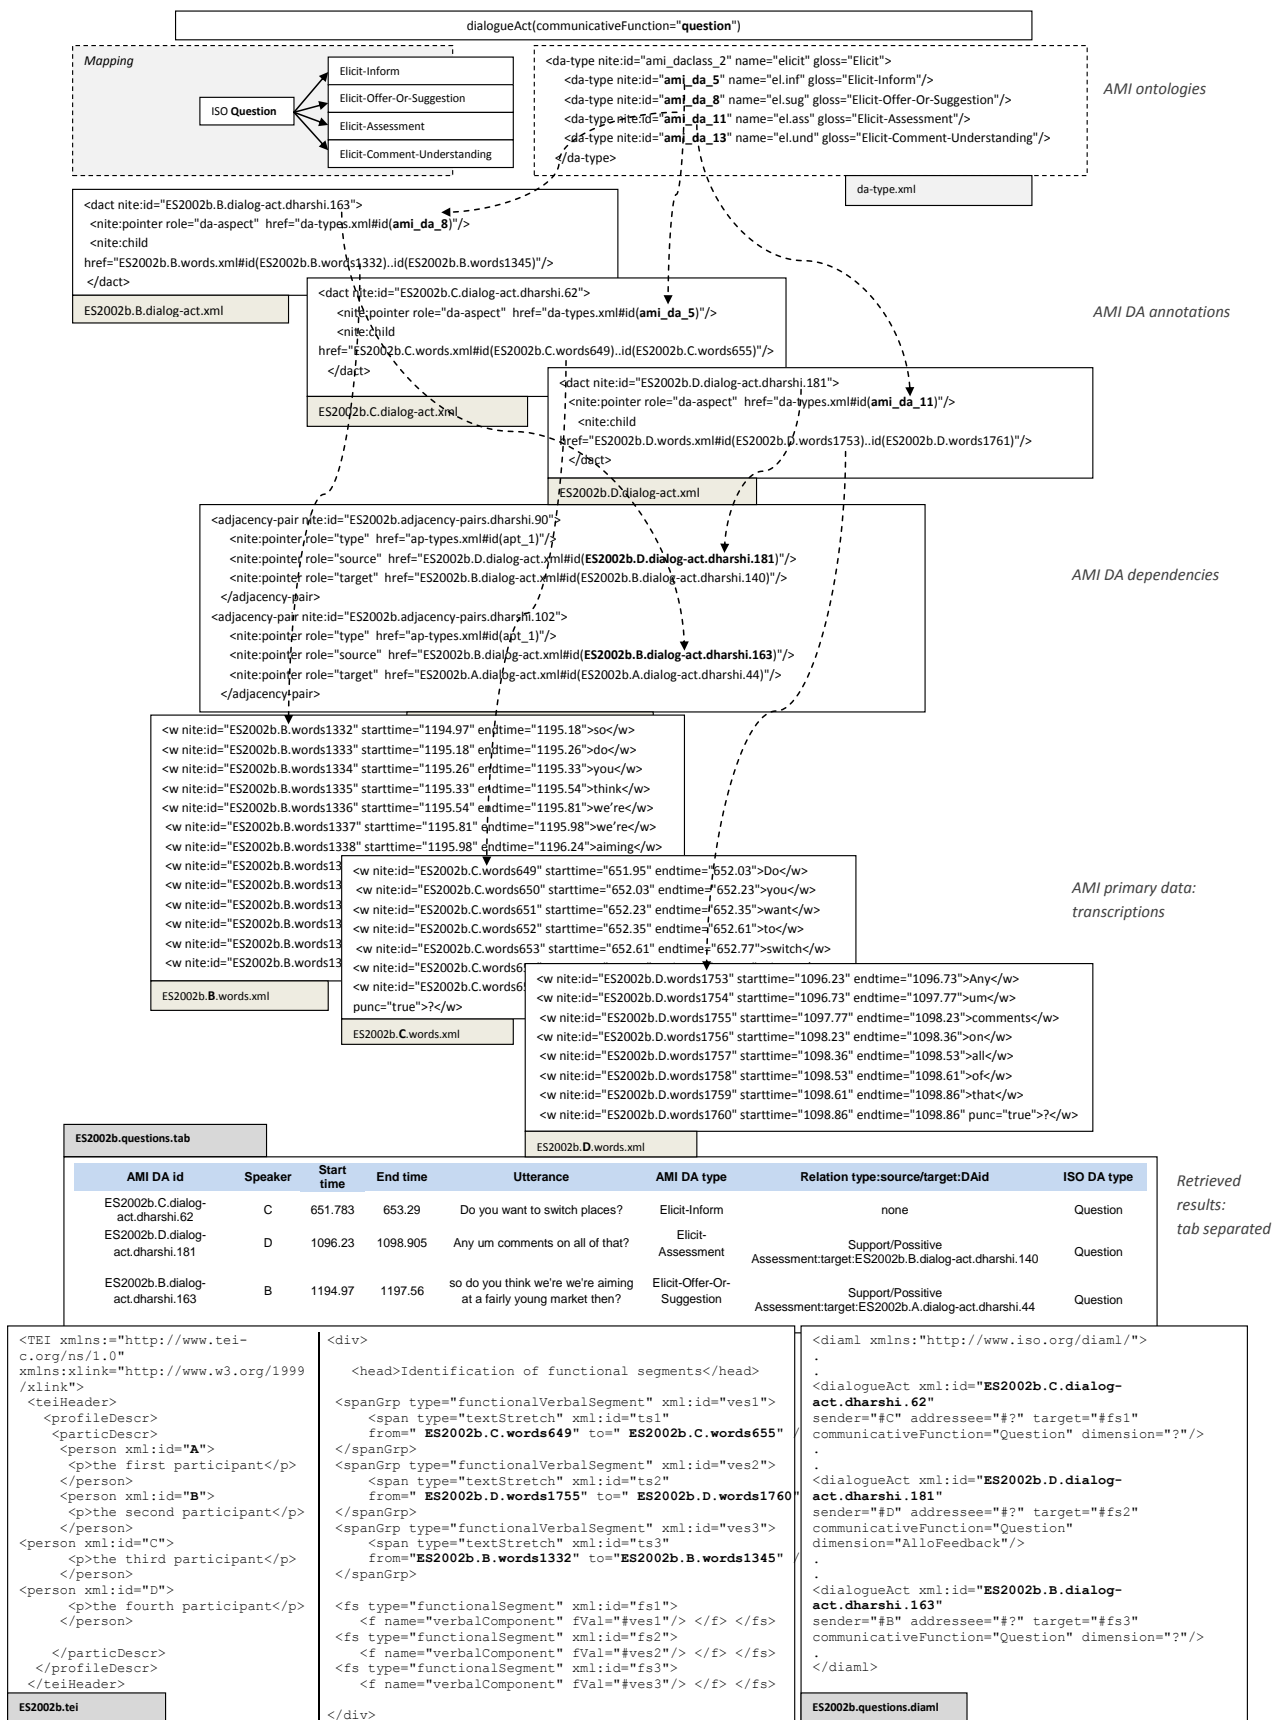 dialogueAct(communicativeFunction="question")
Mapping
ISO Question
Elicit-Inform
Elicit-Offer-Or-Suggestion
Elicit-Assessment
Elicit-Comment-Understanding
<da-type nite:id="ami_daclass_2" name="elicit" gloss="Elicit">
<da-type nite:id="ami_da_5" name="el.inf" gloss="Elicit-Inform"/>
<da-type nite:id="ami_da_8" name="el.sug" gloss="Elicit-Offer-Or-Suggestion"/>
<da-type nite:id="ami_da_11" name="el.ass" gloss="Elicit-Assessment"/>
<da-type nite:id="ami_da_13" name="el.und" gloss="Elicit-Comment-Understanding"/>
</da-type>
da-type.xml
AMI ontologies
<dact nite:id="ES2002b.B.dialog-act.dharshi.163">
<nite:pointer role="da-aspect" href="da-types.xml#id(ami_da_8)"/>
<nite:child
href="ES2002b.B.words.xml#id(ES2002b.B.words1332)..id(ES2002b.B.words1345)"/>
</dact>
ES2002b.B.dialog-act.xml
<dact nite:id="ES2002b.C.dialog-act.dharshi.62">
<nite:pointer role="da-aspect" href="da-types.xml#id(ami_da_5)"/>
<nite:child
href="ES2002b.C.words.xml#id(ES2002b.C.words649)..id(ES2002b.C.words655)"/>
</dact>
ES2002b.C.dialog-act.xml
AMI DA annotations
<dact nite:id="ES2002b.D.dialog-act.dharshi.181">
<nite:pointer role="da-aspect" href="da-types.xml#id(ami_da_11)"/>
<nite:child
href="ES2002b.D.words.xml#id(ES2002b.D.words1753)..id(ES2002b.D.words1761)"/>
</dact>
ES2002b.D.dialog-act.xml
<adjacency-pair nite:id="ES2002b.adjacency-pairs.dharshi.90">
<nite:pointer role="type" href="ap-types.xml#id(apt_1)"/>
<nite:pointer role="source" href="ES2002b.D.dialog-act.xml#id(ES2002b.D.dialog-act.dharshi.181)"/>
<nite:pointer role="target" href="ES2002b.B.dialog-act.xml#id(ES2002b.B.dialog-act.dharshi.140)"/>
</adjacency-pair>
<adjacency-pair nite:id="ES2002b.adjacency-pairs.dharshi.102">
<nite:pointer role="type" href="ap-types.xml#id(apt_1)"/>
<nite:pointer role="source" href="ES2002b.B.dialog-act.xml#id(ES2002b.B.dialog-act.dharshi.163)"/>
<nite:pointer role="target" href="ES2002b.A.dialog-act.xml#id(ES2002b.A.dialog-act.dharshi.44)"/>
</adjacency-pair>
AMI DA dependencies
<w nite:id="ES2002b.B.words1332" starttime="1194.97" endtime="1195.18">so</w>
<w nite:id="ES2002b.B.words1333" starttime="1195.18" endtime="1195.26">do</w>
<w nite:id="ES2002b.B.words1334" starttime="1195.26" endtime="1195.33">you</w>
<w nite:id="ES2002b.B.words1335" starttime="1195.33" endtime="1195.54">think</w>
<w nite:id="ES2002b.B.words1336" starttime="1195.54" endtime="1195.81">we're</w>
<w nite:id="ES2002b.B.words1337" starttime="1195.81" endtime="1195.98">we're</w>
<w nite:id="ES2002b.B.words1338" starttime="1195.98" endtime="1196.24">aiming</w>
<w nite:id="ES2002b.B.words13
<w nite:id="ES2002b.B.words13
<w nite:id="ES2002b.B.words13
<w nite:id="ES2002b.B.words13
<w nite:id="ES2002b.B.words13
<w nite:id="ES2002b.B.words13
ES2002b.B.words.xml
<w nite:id="ES2002b.C.words649" starttime="651.95" endtime="652.03">Do</w>
<w nite:id="ES2002b.C.words650" starttime="652.03" endtime="652.23">you</w>
<w nite:id="ES2002b.C.words651" starttime="652.23" endtime="652.35">want</w>
<w nite:id="ES2002b.C.words652" starttime="652.35" endtime="652.61">to</w>
<w nite:id="ES2002b.C.words653" starttime="652.61" endtime="652.77">switch</w>
<w nite:id="ES2002b.C.words65
<w nite:id="ES2002b.C.words65
punc="true">?</w>
ES2002b.C.words.xml
AMI primary data:
transcriptions
<w nite:id="ES2002b.D.words1753" starttime="1096.23" endtime="1096.73">Any</w>
<w nite:id="ES2002b.D.words1754" starttime="1096.73" endtime="1097.77">um</w>
<w nite:id="ES2002b.D.words1755" starttime="1097.77" endtime="1098.23">comments</w>
<w nite:id="ES2002b.D.words1756" starttime="1098.23" endtime="1098.36">on</w>
<w nite:id="ES2002b.D.words1757" starttime="1098.36" endtime="1098.53">all</w>
<w nite:id="ES2002b.D.words1758" starttime="1098.53" endtime="1098.61">of</w>
<w nite:id="ES2002b.D.words1759" starttime="1098.61" endtime="1098.86">that</w>
<w nite:id="ES2002b.D.words1760" starttime="1098.86" endtime="1098.86" punc="true">?</w>
ES2002b.D.words.xml
ES2002b.questions.tab
AMI DA id Speaker Start time End time Utterance AMI DA type Relation type:source/target:DAid ISO DA type
ES2002b.C.dialog-act.dharshi.62 C 651.783 653.29 Do you want to switch places? Elicit-Inform none Question
ES2002b.D.dialog-act.dharshi.181 D 1096.23 1098.905 Any um comments on all of that? Elicit-Assessment Support/Possitive Assessment:target:ES2002b.B.dialog-act.dharshi.140 Question
ES2002b.B.dialog-act.dharshi.163 B 1194.97 1197.56 so do you think we're we're aiming at a fairly young market then? Elicit-Offer-Or-Suggestion Support/Possitive Assessment:target:ES2002b.A.dialog-act.dharshi.44 Question
Retrieved
results:
tab separated
<TEI xmlns:="http://www.tei-
c.org/ns/1.0"
xmlns:xlink="http://www.w3.org/1999
/xlink">
<teiHeader>
<profileDescr>
<particDescr>
<person xml:id="A">
<p>the first participant</p>
</person>
<person xml:id="B">
<p>the second participant</p>
</person>
<person xml:id="C">
<p>the third participant</p>
</person>
<person xml:id="D">
<p>the fourth participant</p>
</person>
</particDescr>
</profileDescr>
</teiHeader>
ES2002b.tei
<div>
<head>Identification of functional segments</head>
<spanGrp type="functionalVerbalSegment" xml:id="ves1">
<span type="textStretch" xml:id="ts1"
from=" ES2002b.C.words649" to=" ES2002b.C.words655" /
</spanGrp>
<spanGrp type="functionalVerbalSegment" xml:id="ves2">
<span type="textStretch" xml:id="ts2"
from=" ES2002b.D.words1755" to=" ES2002b.D.words1760"
</spanGrp>
<spanGrp type="functionalVerbalSegment" xml:id="ves3">
<span type="textStretch" xml:id="ts3"
from="ES2002b.B.words1332" to="ES2002b.B.words1345" /
</spanGrp>
<fs type="functionalSegment" xml:id="fs1">
<f name="verbalComponent" fVal="#ves1"/> </f> </fs>
<fs type="functionalSegment" xml:id="fs2">
<f name="verbalComponent" fVal="#ves2"/> </f> </fs>
<fs type="functionalSegment" xml:id="fs3">
<f name="verbalComponent" fVal="#ves3"/> </f> </fs>
</div>
<diaml xmlns:"http://www.iso.org/diaml/">
.
.
<dialogueAct xml:id="ES2002b.C.dialog-
act.dharshi.62"
sender="#C" addressee="#?" target="#fs1"
communicativeFunction="Question" dimension="?"/>
.
.
<dialogueAct xml:id="ES2002b.D.dialog-
act.dharshi.181"
sender="#D" addressee="#?" target="#fs2"
communicativeFunction="Question"
dimension="AlloFeedback"/>
.
.
<dialogueAct xml:id="ES2002b.B.dialog-
act.dharshi.163"
sender="#B" addressee="#?" target="#fs3"
communicativeFunction="Question" dimension="?"/>
.
</diaml>
ES2002b.questions.diaml